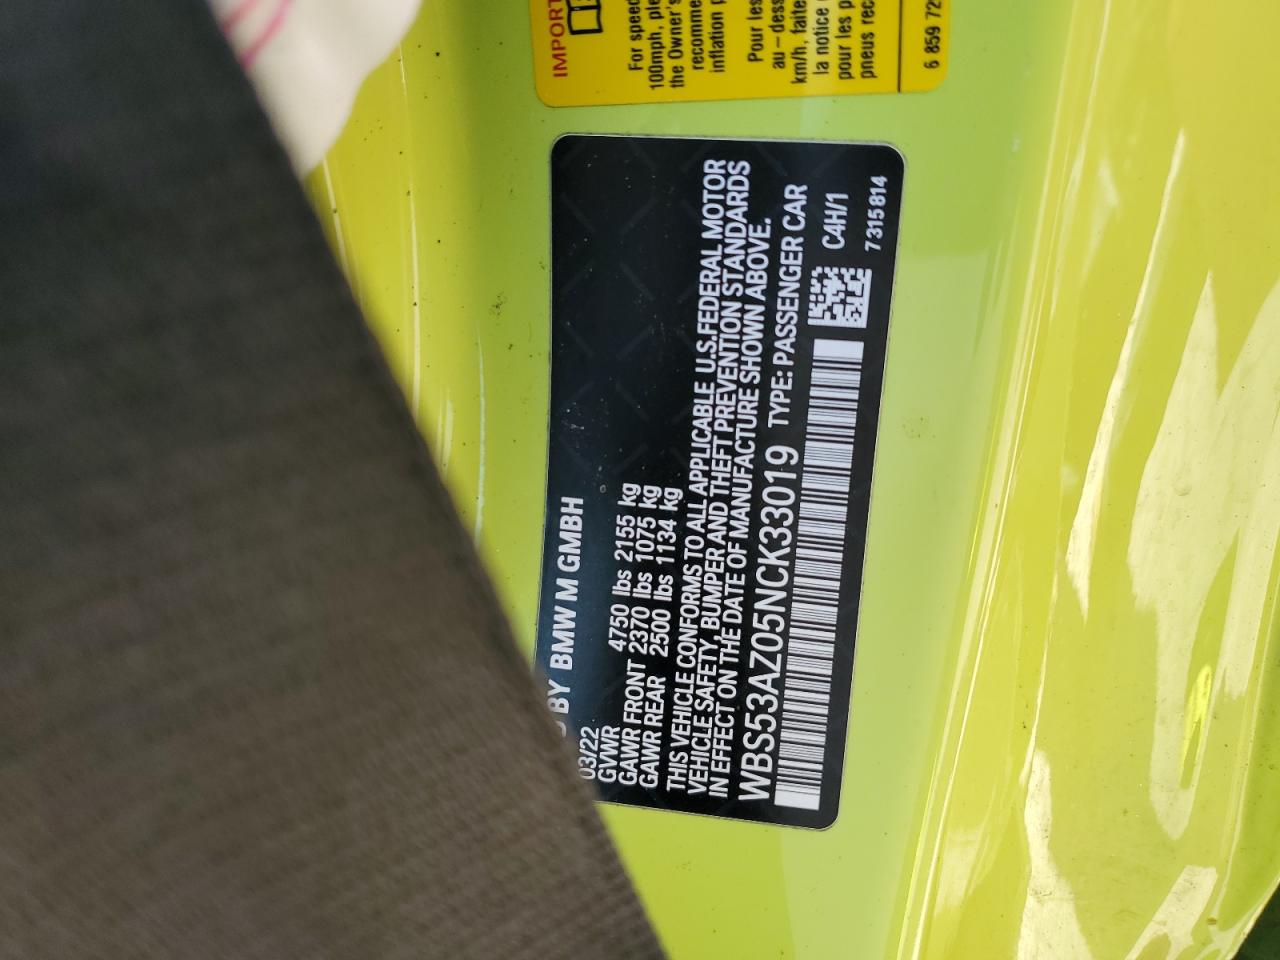 IMPORT
For speed
100mph, ple
the Owner's
recomme
inflation p
Pour les
au-dess
km/h, faite
la notice
pour les p
pneus rec
6 859 72
BY BMW M GMBH
03/22
GVWR 4750 lbs 2155 kg
GAWR FRONT 2370 lbs 1075 kg
GAWR REAR 2500 lbs 1134 kg
THIS VEHICLE CONFORMS TO ALL APPLICABLE U.S.FEDERAL MOTOR
VEHICLE SAFETY, BUMPER AND THEFT PREVENTION STANDARDS
IN EFFECT ON THE DATE OF MANUFACTURE SHOWN ABOVE.
WBS53AZ05NCK33019 TYPE: PASSENGER CAR
C4H/1
7315814